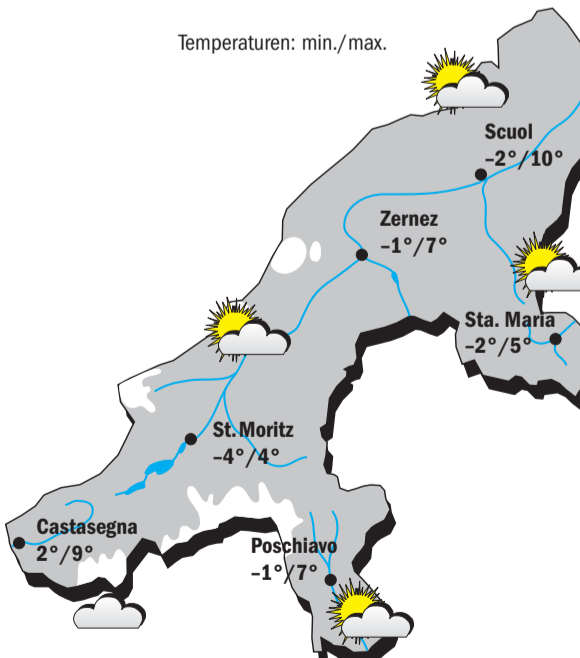 Temperaturen: min./max.
Scuol
–2°/10°
Zernez
–1°/7°
Sta. Maria
–2°/5°
St. Moritz
–4°/4°
Castasegna
2°/9°
Poschiavo
–1°/7°